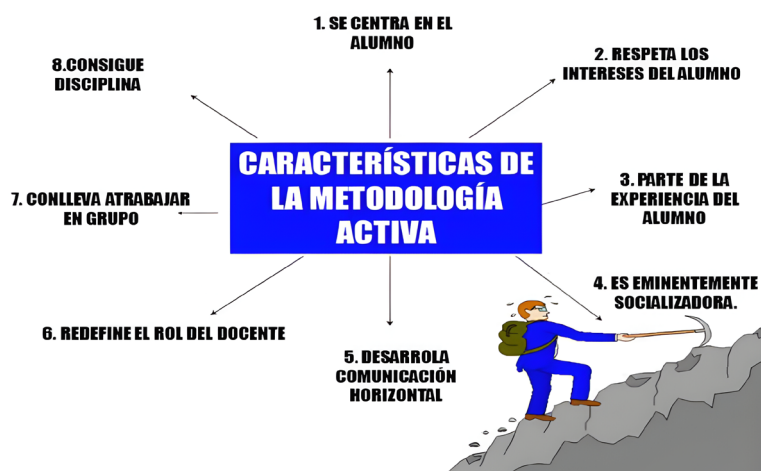 1. SE CENTRA EN EL
ALUMNO
2. RESPETA LOS
INTERESES DEL ALUMNO
8.CONSIGUE
DISCIPLINA
CARACTERÍSTICAS DE
LA METODOLOGÍA
ACTIVA
3. PARTE DE LA
EXPERIENCIA DEL
ALUMNO
7. CONLLEVA ATRABAJAR
EN GRUPO
4. ES EMINENTEMENTE
SOCIALIZADORA.
6. REDEFINE EL ROL DEL DOCENTE
5. DESARROLA
COMUNICACIÓN
HORIZONTAL